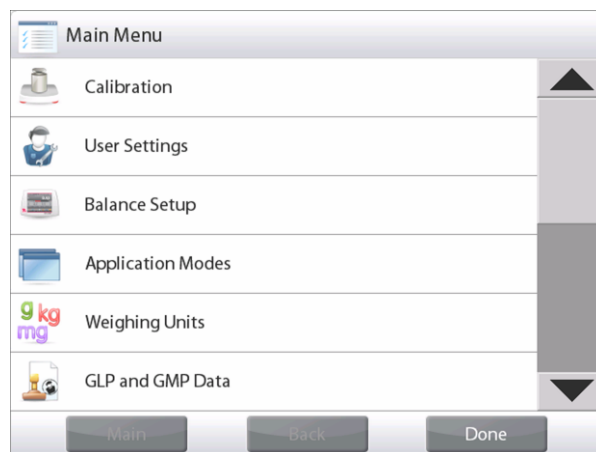 Main Menu
Calibration
User Settings
Balance Setup
Application Modes
g kg
mg
Weighing Units
GLP and GMP Data
Main Back Done